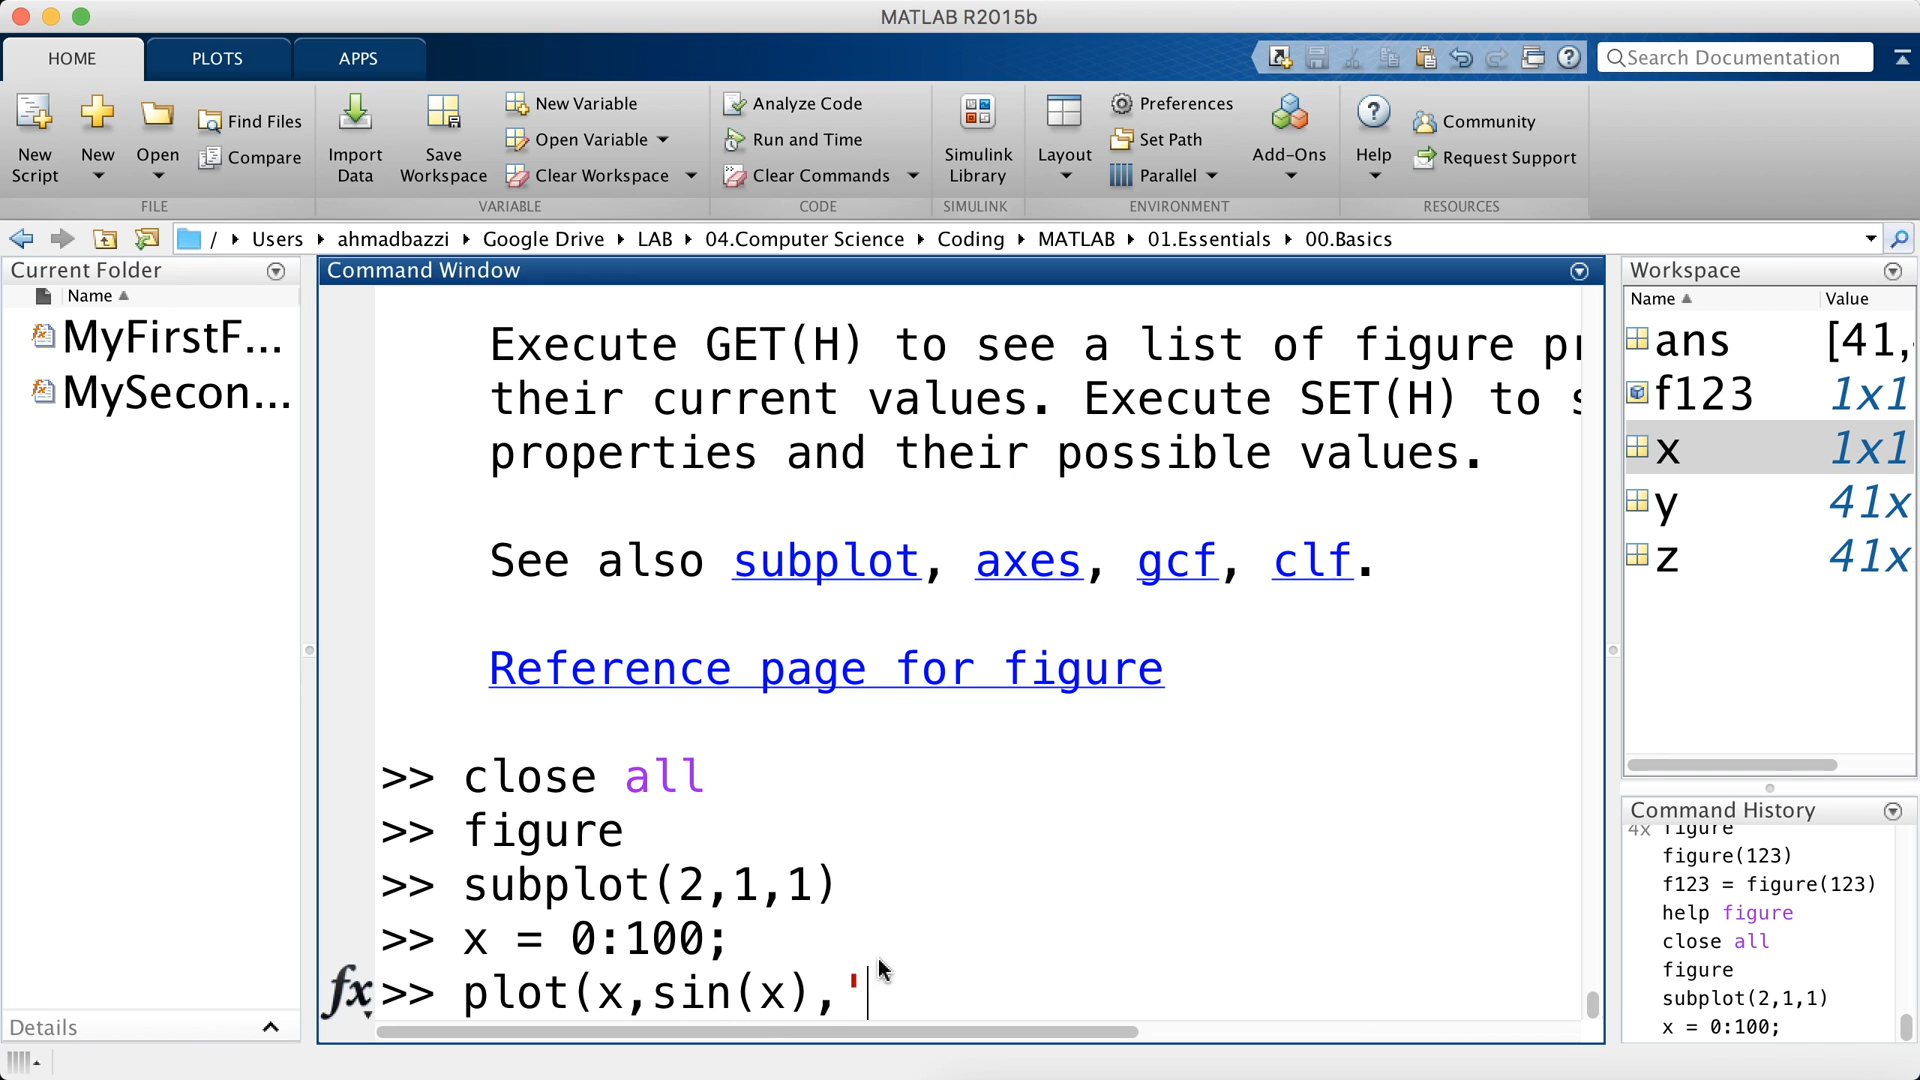 MATLAB R2015b
HOME
PLOTS
APPS
Search Documentation
New Script
New
Open
Find Files
Compare
Import Data
Save Workspace
New Variable
Open Variable
Clear Workspace
Analyze Code
Run and Time
Clear Commands
Simulink Library
Layout
Preferences
Set Path
Parallel
Add-Ons
Help
Community
Request Support
FILE
VARIABLE
CODE
SIMULINK
ENVIRONMENT
RESOURCES
/ Users ahmadbazzi Google Drive LAB 04.Computer Science Coding MATLAB 01.Essentials 00.Basics
Current Folder
Name
MyFirstF...
MySecon...
Details
Command Window
Execute GET(H) to see a list of figure pr
their current values. Execute SET(H) to s
properties and their possible values.
See also subplot, axes, gcf, clf.
Reference page for figure
>> close all
>> figure
>> subplot(2,1,1)
>> x = 0:100;
fx >> plot(x,sin(x),'
Workspace
Name Value
ans [41,
f123 1x1
x 1x1
y 41x
z 41x
Command History
4x figure
figure(123)
f123 = figure(123)
help figure
close all
figure
subplot(2,1,1)
x = 0:100;